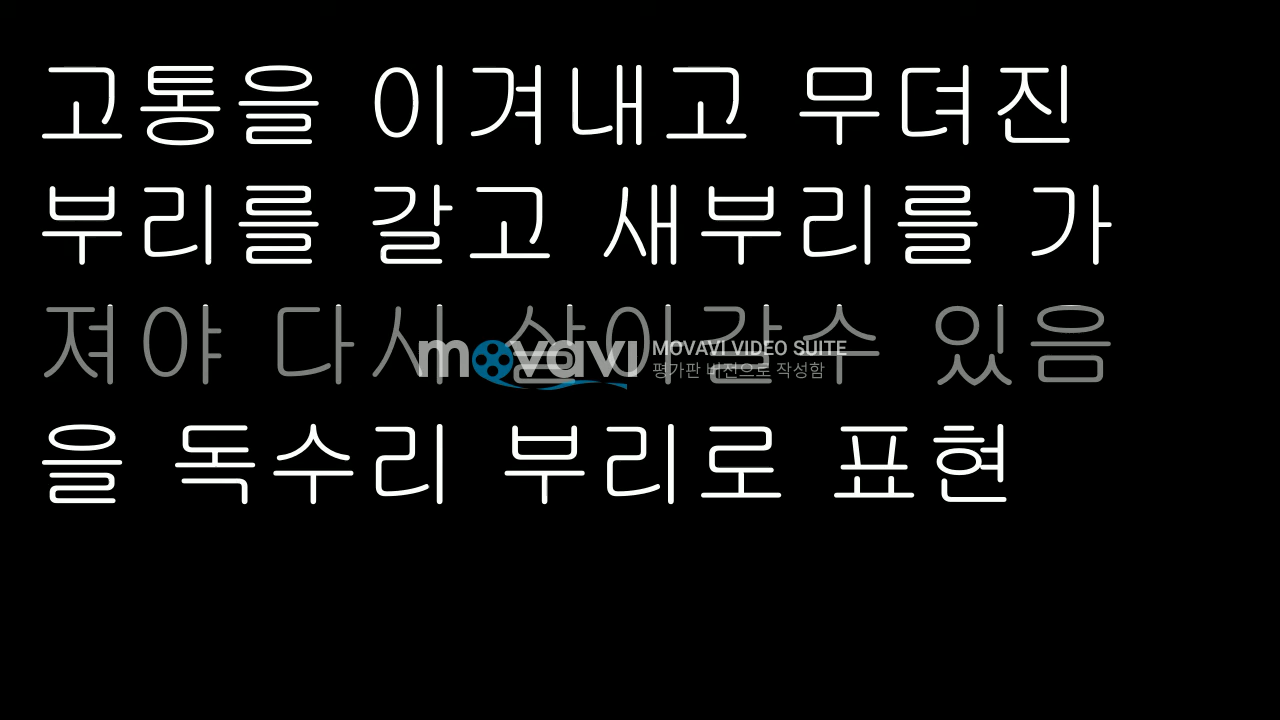 고통을 이겨내고 무뎌진
부리를 갈고 새부리를 가
져야 다시 살아갈수 있음
movavi
MOVAVI VIDEO SUITE
평가판 버전으로 작성함
을 독수리 부리로 표현